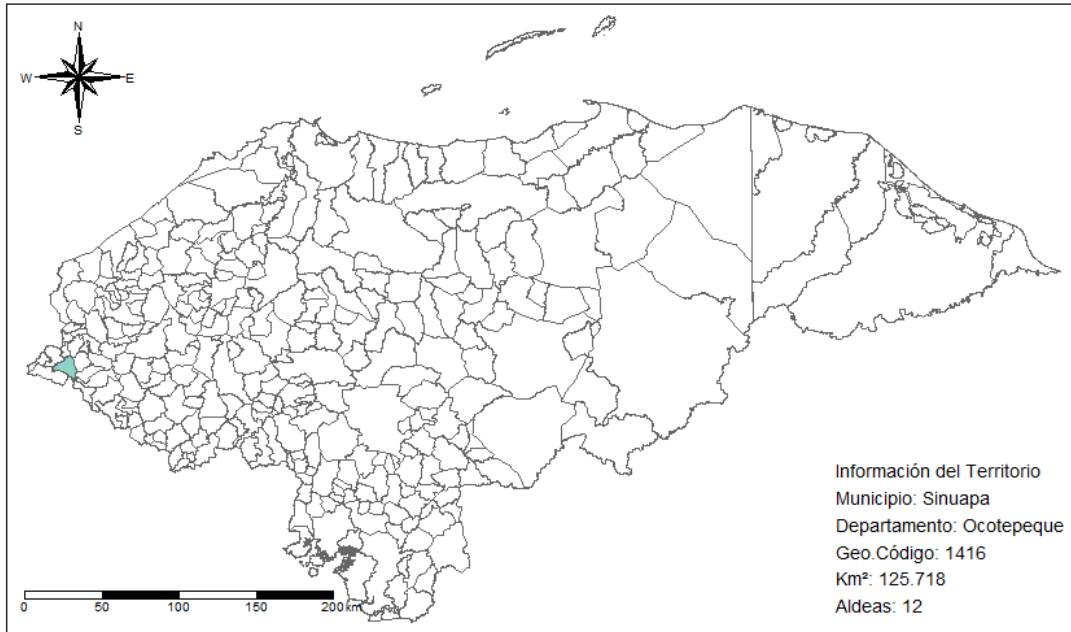 N
W E
S
Información del Territorio
Municipio: Sinuapa
Departamento: Ocotepeque
Geo.Código: 1416
Km²: 125.718
Aldeas: 12
0 50 100 150 200 km